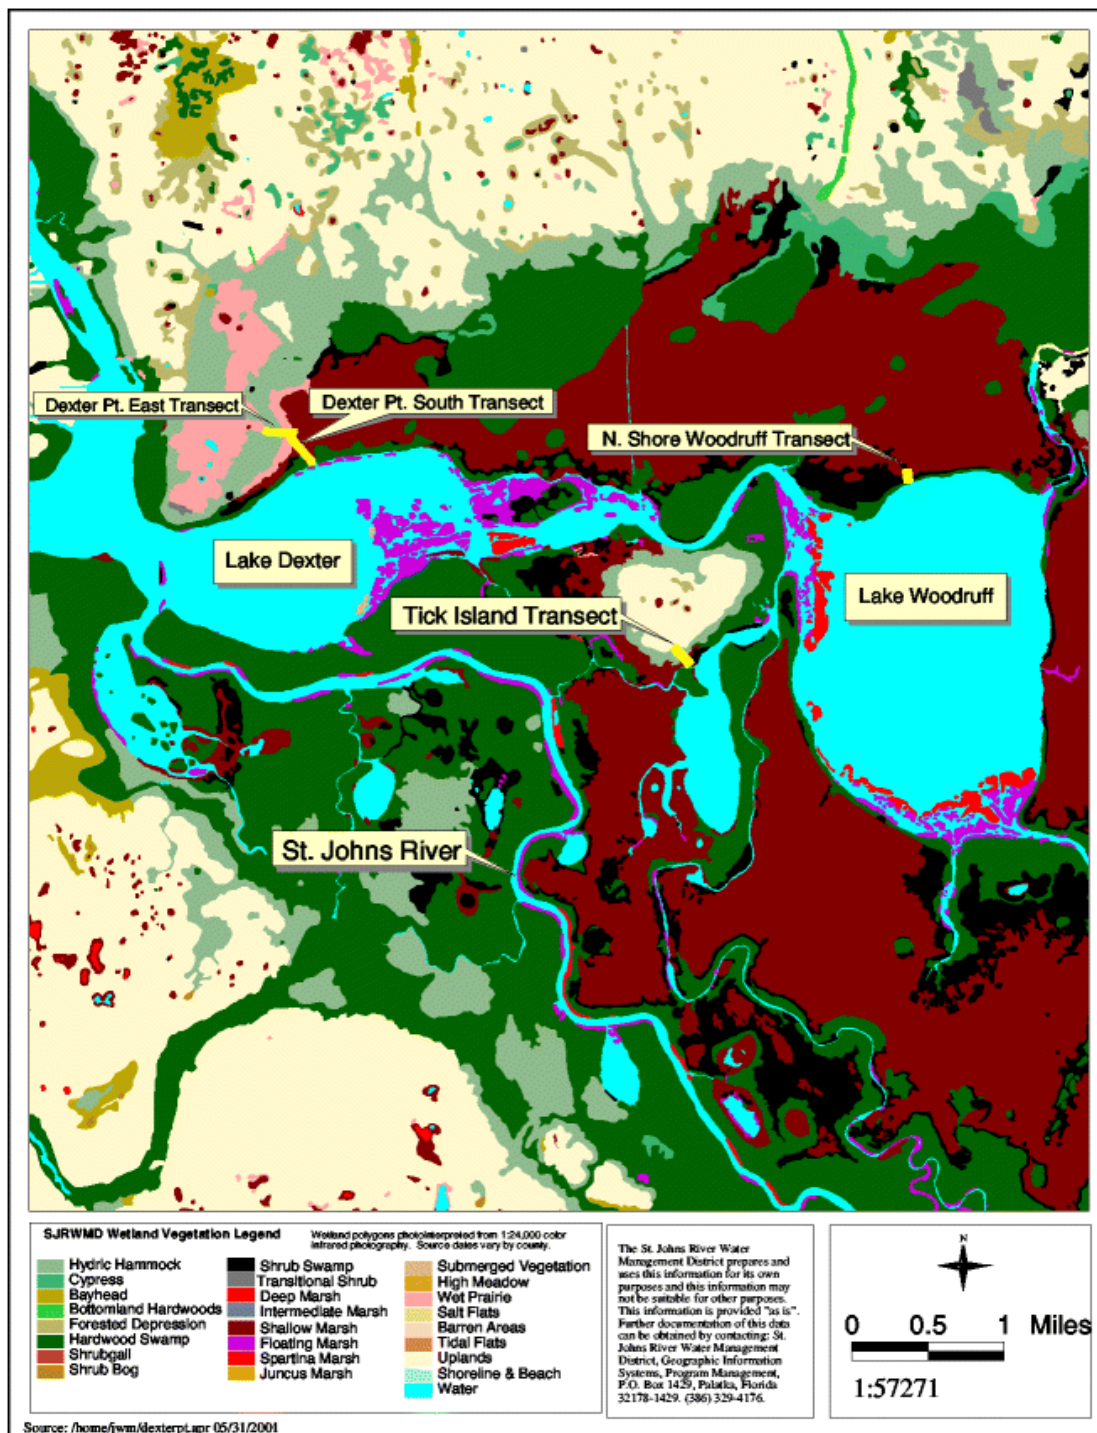 Dexter Pt. East Transect
Dexter Pt. South Transect
N. Shore Woodruff Transect
Lake Dexter
Lake Woodruff
Tick Island Transect
St. Johns River
SJRWMD Wetland Vegetation Legend
Wetland polygons photointerpreted from 1:24,000 color
infrared photography. Source dates vary by county.
Hydric Hammock
Cypress
Bayhead
Bottomland Hardwoods
Forested Depression
Hardwood Swamp
Shrubgall
Shrub Bog
Shrub Swamp
Transitional Shrub
Deep Marsh
Intermediate Marsh
Shallow Marsh
Floating Marsh
Spartina Marsh
Juncus Marsh
Submerged Vegetation
High Meadow
Wet Prairie
Salt Flats
Barren Areas
Tidal Flats
Uplands
Shoreline & Beach
Water
The St. Johns River Water
Management District prepares and
uses this information for its own
purposes and this information may
not be suitable for other purposes.
This information is provided "as is".
Further documentation of this data
can be obtained by contacting: St.
Johns River Water Management
District, Geographic Information
Systems, Program Management,
P.O. Box 1429, Palatka, Florida
32178-1429. (386) 329-4176.
N
0 0.5 1 Miles
1:57271
Source: /home/jwm/dexterpt.apr 05/31/2001